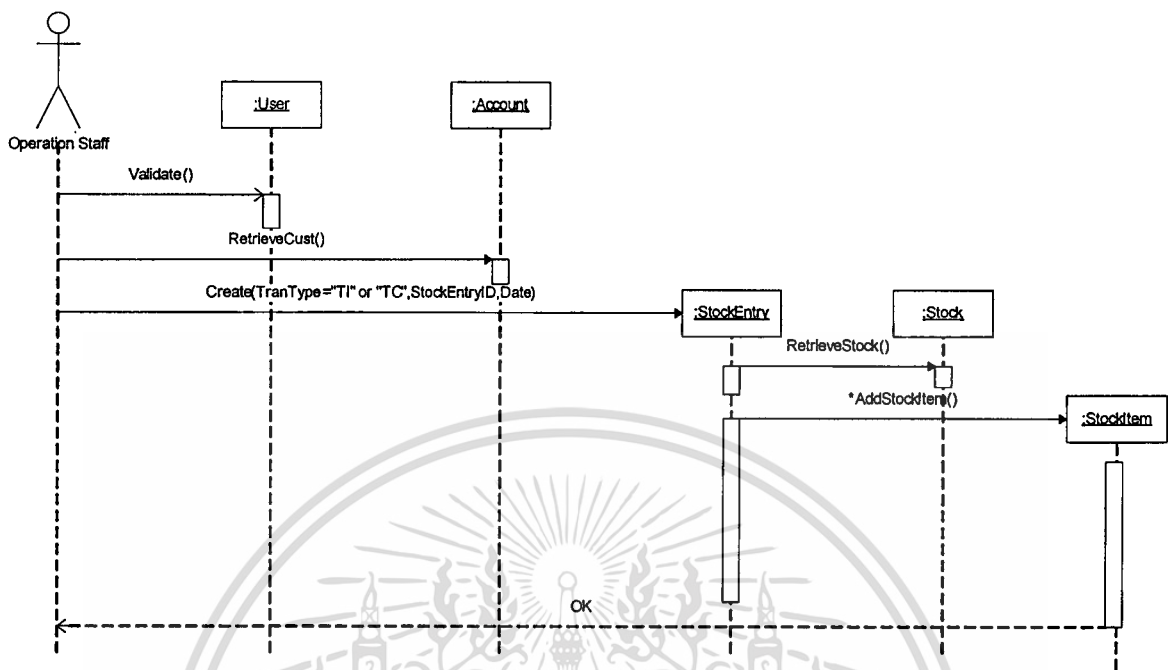 :User
:Account
Operation Staff
Validate()
RetrieveCust()
Create(TranType="TI" or "TC",StockEntryID,Date)
:StockEntry
:Stock
RetrieveStock()
*AddStockItem()
:StockItem
OK